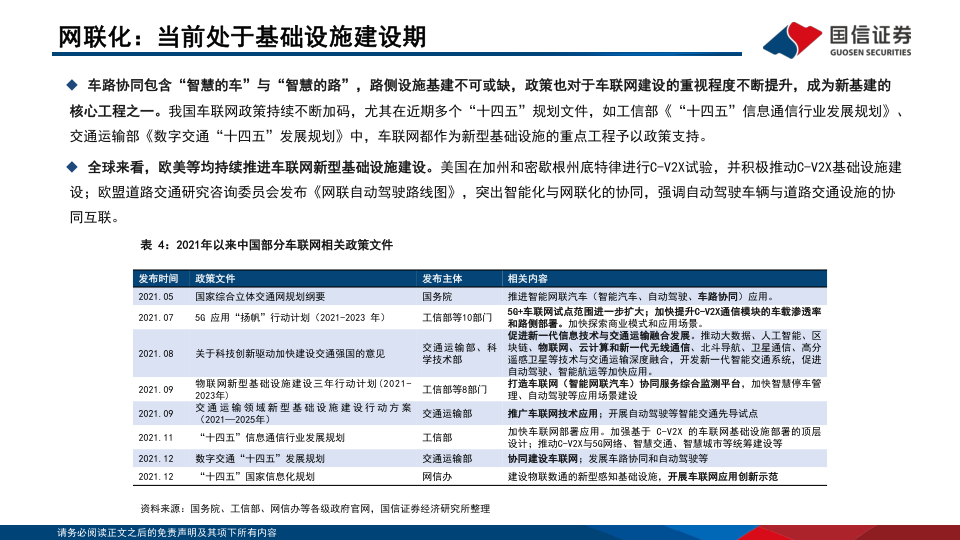 网联化：当前处于基础设施建设期
国信证券
GUOSEN SECURITIES
◆ 车路协同包含“智慧的车”与“智慧的路”，路侧设施基建不可或缺，政策也对于车联网建设的重视程度不断提升，成为新基建的
核心工程之一。我国车联网政策持续不断加码，尤其在近期多个“十四五”规划文件，如工信部《“十四五”信息通信行业发展规划》、
交通运输部《数字交通“十四五”发展规划》中，车联网都作为新型基础设施的重点工程予以政策支持。
◆ 全球来看，欧美等均持续推进车联网新型基础设施建设。美国在加州和密歇根州底特律进行C-V2X试验，并积极推动C-V2X基础设施建
设；欧盟道路交通研究咨询委员会发布《网联自动驾驶路线图》，突出智能化与网联化的协同，强调自动驾驶车辆与道路交通设施的协
同互联。
表 4：2021年以来中国部分车联网相关政策文件
发布时间 政策文件 发布主体 相关内容
2021.05 国家综合立体交通网规划纲要 国务院 推进智能网联汽车（智能汽车、自动驾驶、车路协同）应用。
2021.07 5G 应用“扬帆”行动计划（2021-2023 年） 工信部等10部门 5G+车联网试点范围进一步扩大；加快提升C-V2X通信模块的车载渗透率
和路侧部署。加快探索商业模式和应用场景。
2021.08 关于科技创新驱动加快建设交通强国的意见 交通运输部、科
学技术部 促进新一代信息技术与交通运输融合发展。推动大数据、人工智能、区
块链、物联网、云计算和新一代无线通信、北斗导航、卫星通信、高分
遥感卫星等技术与交通运输深度融合，开发新一代智能交通系统，促进
自动驾驶、智能航运等加快应用。
2021.09 物联网新型基础设施建设三年行动计划(2021-
2023年) 工信部等8部门 打造车联网（智能网联汽车）协同服务综合监测平台，加快智慧停车管
理、自动驾驶等应用场景建设
2021.09 交通运输领域新型基础设施建设行动方案
（2021—2025年） 交通运输部 推广车联网技术应用；开展自动驾驶等智能交通先导试点
2021.11 “十四五”信息通信行业发展规划 工信部 加快车联网部署应用。加强基于 C-V2X 的车联网基础设施部署的顶层
设计；推动C-V2X与5G网络、智慧交通、智慧城市等统筹建设等
2021.12 数字交通“十四五”发展规划 交通运输部 协同建设车联网；发展车路协同和自动驾驶等
2021.12 “十四五”国家信息化规划 网信办 建设物联数通的新型感知基础设施，开展车联网应用创新示范
资料来源：国务院、工信部、网信办等各级政府官网，国信证券经济研究所整理
请务必阅读正文之后的免责声明及其项下所有内容